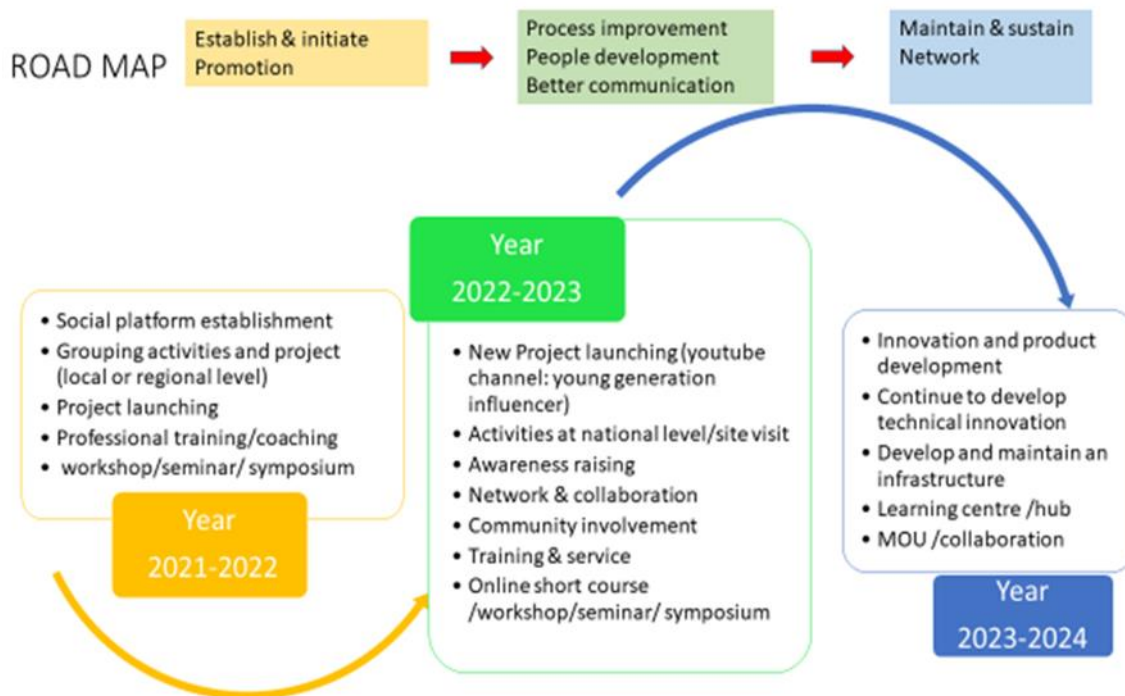 ROAD MAP
Establish & initiate
Promotion
Process improvement
People development
Better communication
Maintain & sustain
Network
• Social platform establishment
• Grouping activities and project
(local or regional level)
• Project launching
• Professional training/coaching
• workshop/seminar/ symposium
Year
2021-2022
Year
2022-2023
• New Project launching (youtube
channel: young generation
influencer)
• Activities at national level/site visit
• Awareness raising
• Network & collaboration
• Community involvement
• Training & service
• Online short course
/workshop/seminar/ symposium
• Innovation and product
development
• Continue to develop
technical innovation
• Develop and maintain an
infrastructure
• Learning centre /hub
• MOU /collaboration
Year
2023-2024